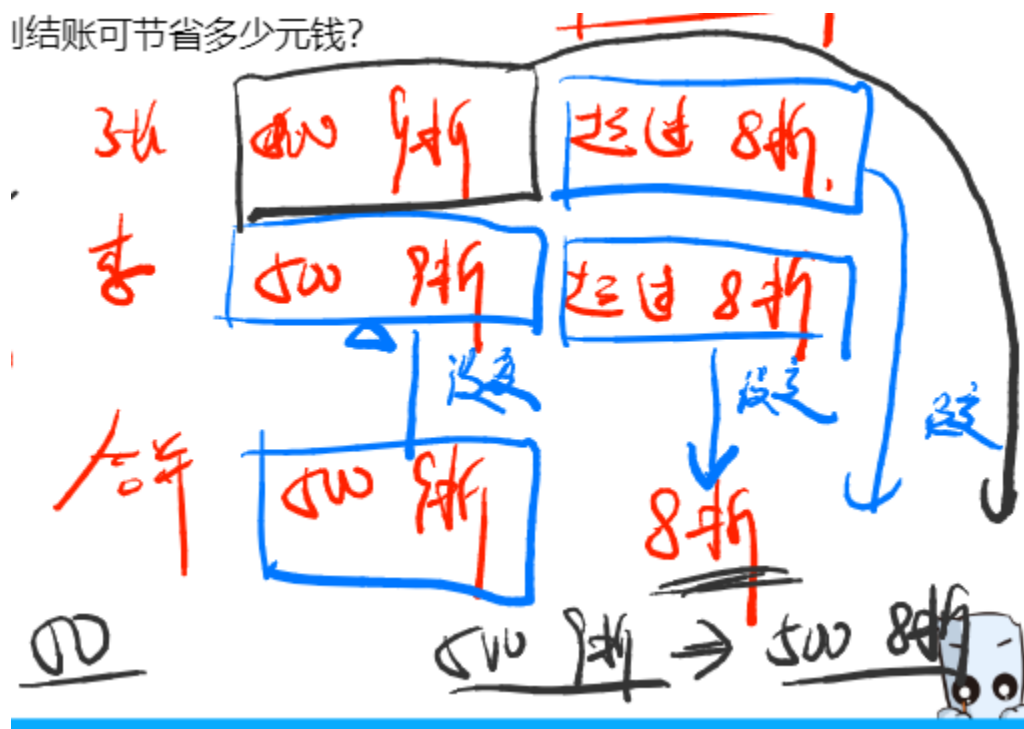 结账可节省多少元钱?
张 500 9折 超过 8折
李 500 9折 超过 8折
没变 没变 没变
合并 500 9折 8折
50 500 9折 → 500 8折